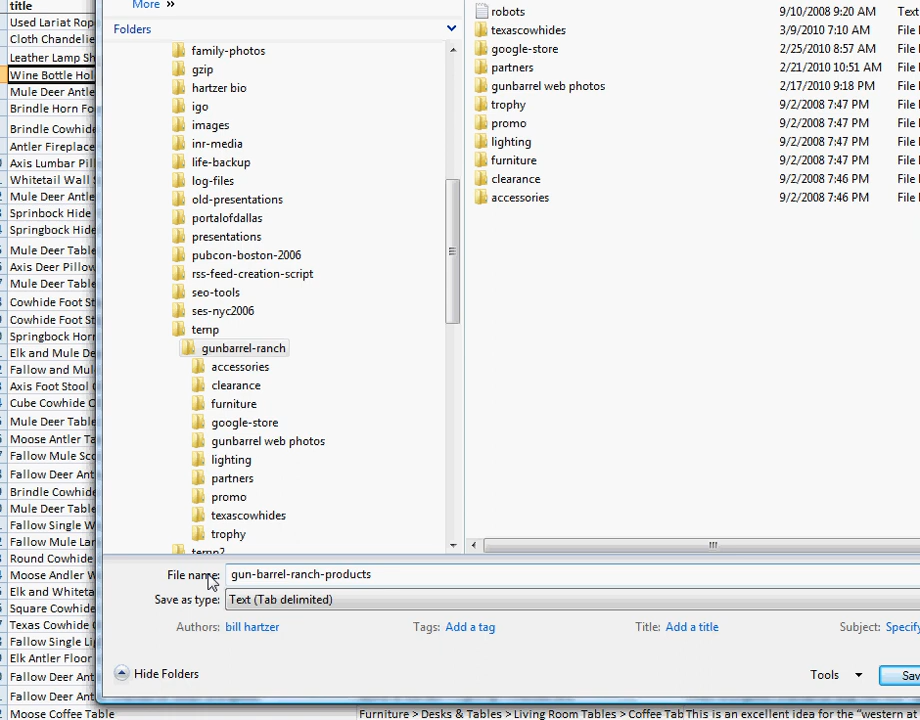 title
Used Lariat Rop
Cloth Chandelie
Leather Lamp Sh
Wine Bottle Hol
Mule Deer Antle
Brindle Horn Fo
Brindle Cowhide
Antler Fireplace
Axis Lumbar Pill
Whitetail Wall S
Mule Deer Antle
Sprinbock Hide
Springbock Hide
Mule Deer Table
Axis Deer Pillow
Mule Deer Table
Cowhide Foot St
Cowhide Foot St
Springbock Horn
Elk and Mule De
Fallow and Mul
Axis Foot Stool C
Cube Cowhide C
Mule Deer Table
Moose Antler Ta
Fallow Mule Sco
Fallow Deer Ant
Brindle Cowhide
Mule Deer Table
Fallow Single W
Fallow Mule Lar
Round Cowhide
Moose Andler W
Elk and Whiteta
Square Cowhide
Texas Cowhide C
Fallow Single Lig
Elk Antler Floor
Fallow Deer Ant
Fallow Deer Ant
Moose Coffee Table
More »
Folders
family-photos
gzip
hartzer bio
igo
images
inr-media
life-backup
log-files
old-presentations
portalofdallas
presentations
pubcon-boston-2006
rss-feed-creation-script
seo-tools
ses-nyc2006
temp
gunbarrel-ranch
accessories
clearance
furniture
google-store
gunbarrel web photos
lighting
partners
promo
texascowhides
trophy
temp2
robots 9/10/2008 9:20 AM Text
texascowhides 3/9/2010 7:10 AM File
google-store 2/25/2010 8:57 AM File
partners 2/21/2010 10:51 AM File
gunbarrel web photos 2/17/2010 9:18 PM File
trophy 9/2/2008 7:47 PM File
promo 9/2/2008 7:47 PM File
lighting 9/2/2008 7:47 PM File
furniture 9/2/2008 7:47 PM File
clearance 9/2/2008 7:46 PM File
accessories 9/2/2008 7:46 PM File
File name: gun-barrel-ranch-products
Save as type: Text (Tab delimited)
Authors: bill hartzer Tags: Add a tag Title: Add a title Subject: Specify
Hide Folders Tools Sav
Furniture > Desks & Tables > Living Room Tables > Coffee Tab This is an excellent idea for the "western at